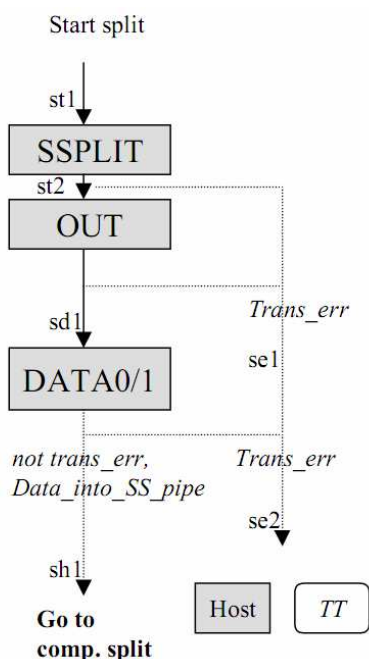 Start split
st1
SSPLIT
st2
OUT
Trans_err
sd1
se1
DATA0/1
not trans_err, Trans_err
Data_into_SS_pipe
se2
sh1
Go to Host TT
comp. split